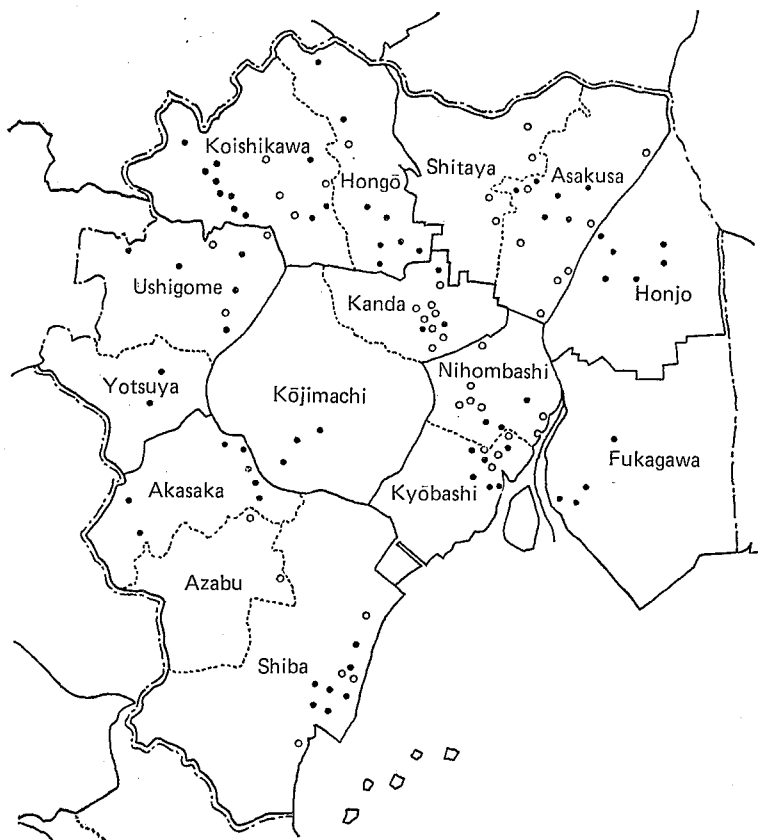 Koishikawa
Hongō
Shitaya
Asakusa
Ushigome
Kanda
Honjo
Yotsuya
Kōjimachi
Nihombashi
Akasaka
Kyōbashi
Fukagawa
Azabu
Shiba